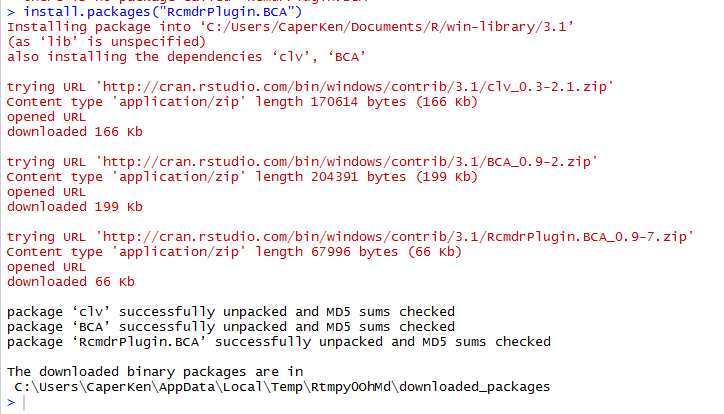 > install.packages("RcmdrPlugin.BCA")
Installing package into ‘C:/Users/CaperKen/Documents/R/win-library/3.1’
(as ‘lib’ is unspecified)
also installing the dependencies ‘clv’, ‘BCA’
trying URL 'http://cran.rstudio.com/bin/windows/contrib/3.1/clv_0.3-2.1.zip'
Content type 'application/zip' length 170614 bytes (166 Kb)
opened URL
downloaded 166 Kb
trying URL 'http://cran.rstudio.com/bin/windows/contrib/3.1/BCA_0.9-2.zip'
Content type 'application/zip' length 204391 bytes (199 Kb)
opened URL
downloaded 199 Kb
trying URL 'http://cran.rstudio.com/bin/windows/contrib/3.1/RcmdrPlugin.BCA_0.9-7.zip'
Content type 'application/zip' length 67996 bytes (66 Kb)
opened URL
downloaded 66 Kb
package ‘clv’ successfully unpacked and MD5 sums checked
package ‘BCA’ successfully unpacked and MD5 sums checked
package ‘RcmdrPlugin.BCA’ successfully unpacked and MD5 sums checked
The downloaded binary packages are in
C:\Users\CaperKen\AppData\Local\Temp\RtmpyOOhMd\downloaded_packages
>